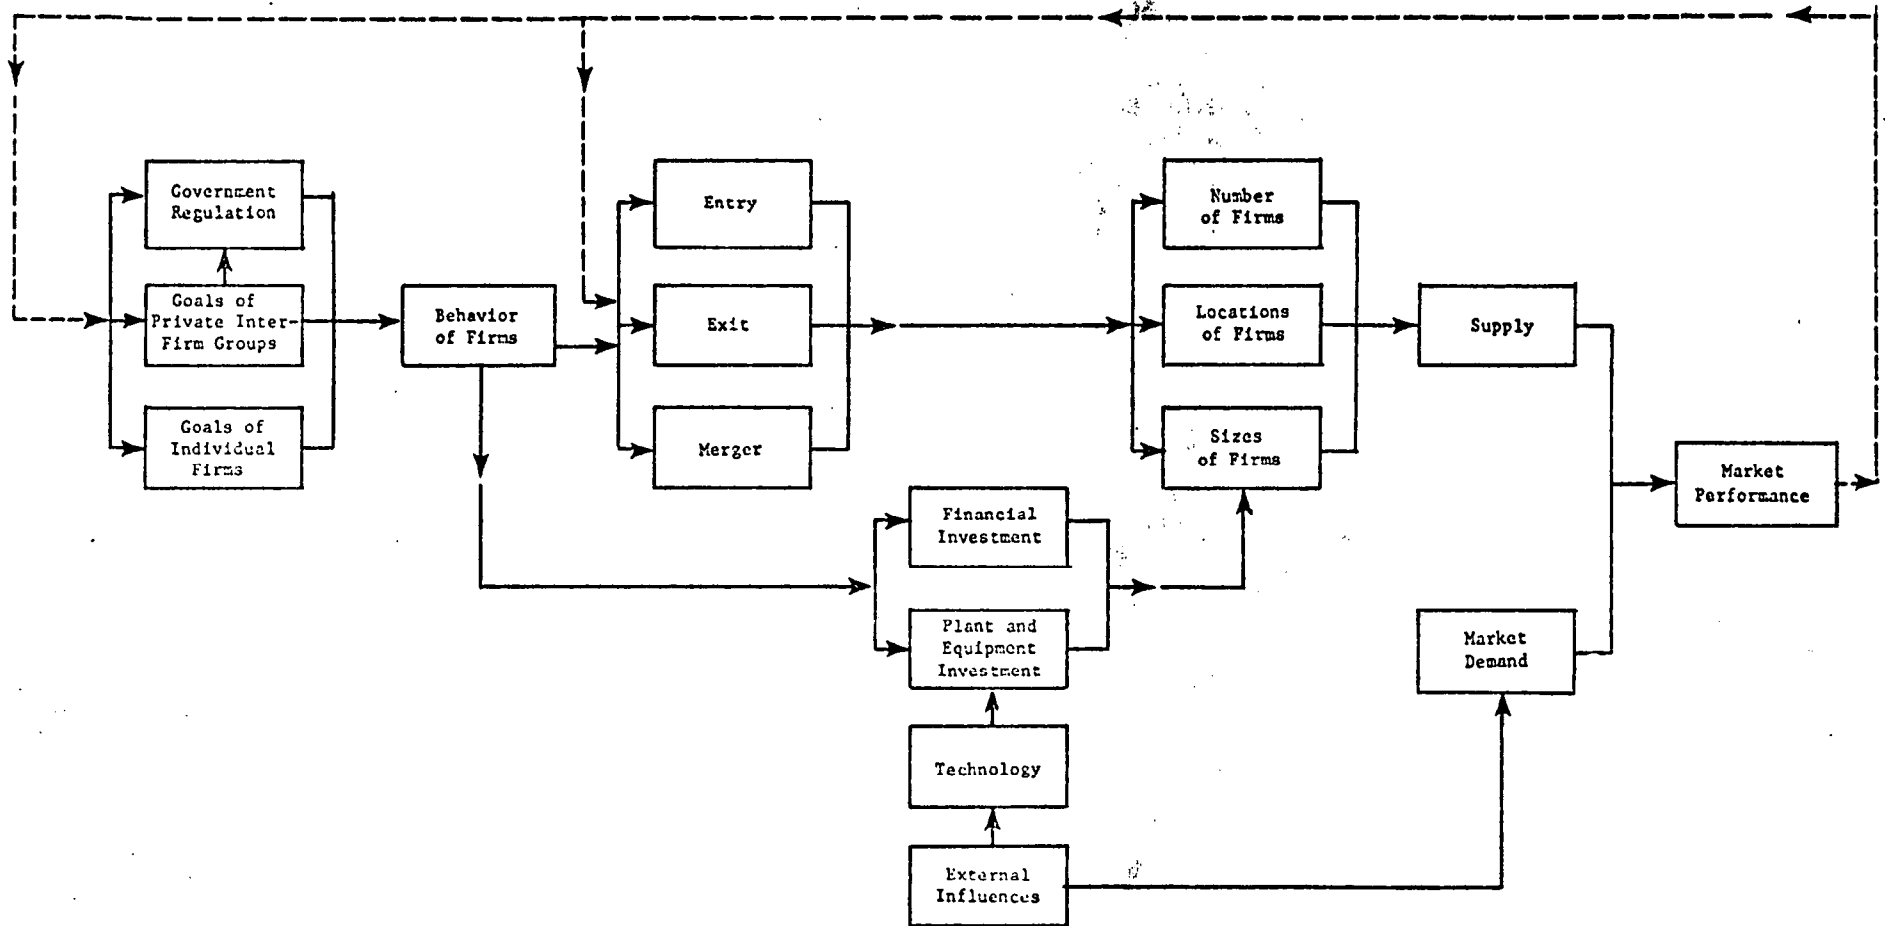 Government
Regulation
Goals of
Private Inter-
Firm Groups
Goals of
Individual
Firms
Behavior
of Firms
Entry
Exit
Merger
Financial
Investment
Plant and
Equipment
Investment
Technology
External
Influences
Number
of Firms
Locations
of Firms
Sizes
of Firms
Supply
Market
Demand
Market
Performance